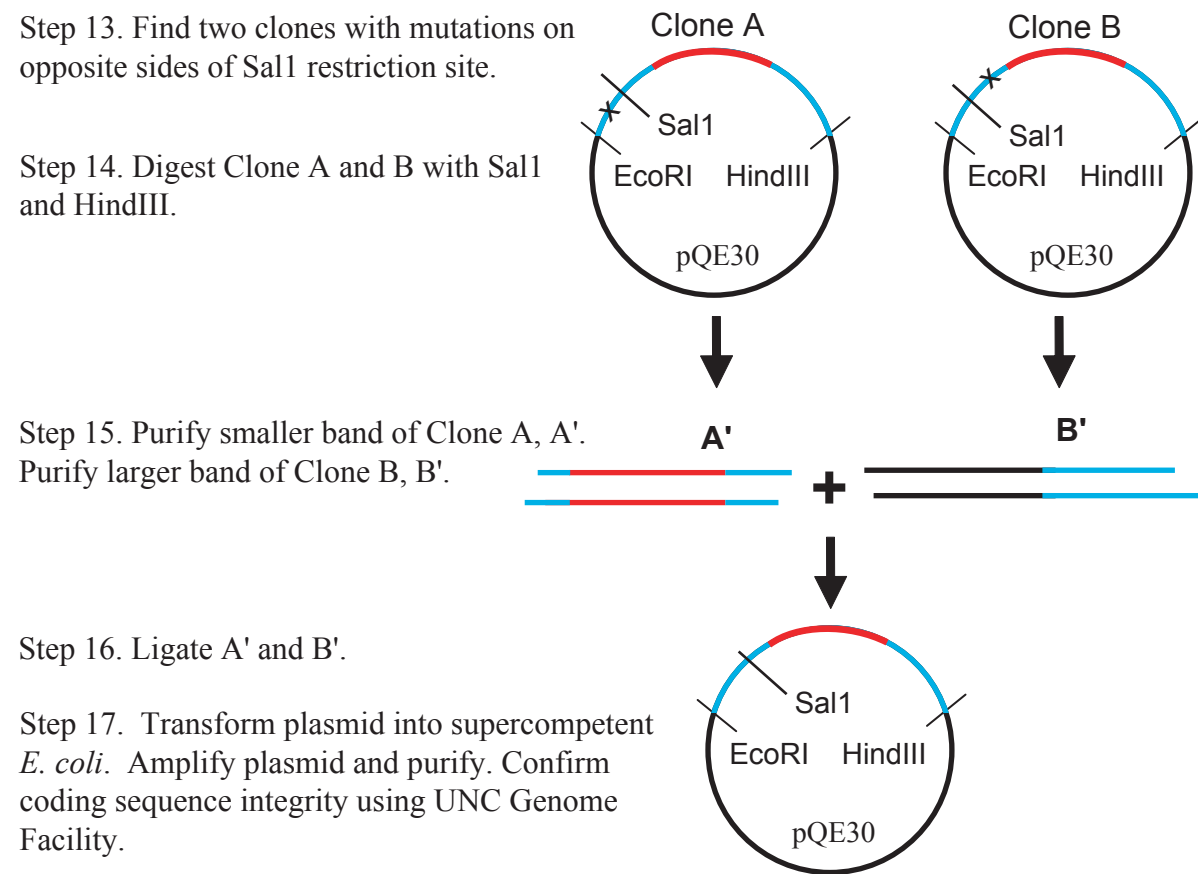 Step 13. Find two clones with mutations on
opposite sides of Sal1 restriction site.
Step 14. Digest Clone A and B with Sal1
and HindIII.
Clone A
x
Sal1
EcoRI HindIII
pQE30
Clone B
x
Sal1
EcoRI HindIII
pQE30
Step 15. Purify smaller band of Clone A, A'.
Purify larger band of Clone B, B'.
A'
+
B'
Step 16. Ligate A' and B'.
Step 17. Transform plasmid into supercompetent
E. coli. Amplify plasmid and purify. Confirm
coding sequence integrity using UNC Genome
Facility.
Sal1
EcoRI HindIII
pQE30